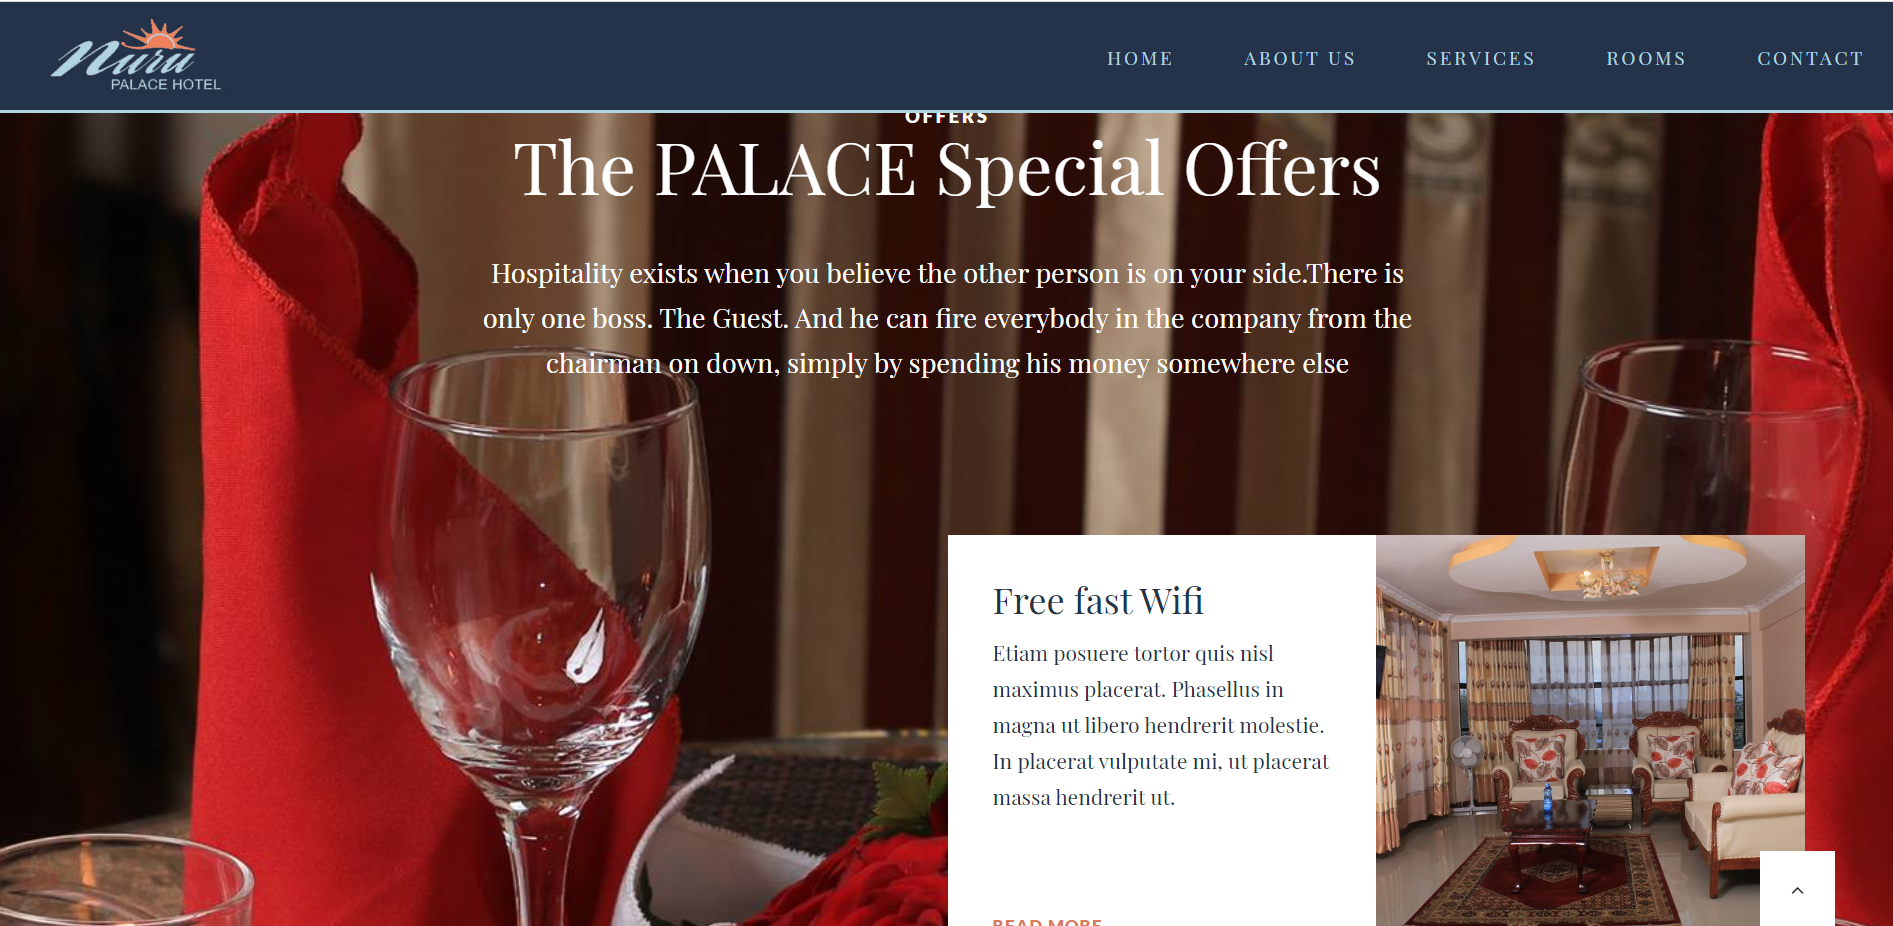 Nuru
PALACE HOTEL
HOME ABOUT US SERVICES ROOMS CONTACT
OFFERS
The PALACE Special Offers
Hospitality exists when you believe the other person is on your side.There is
only one boss. The Guest. And he can fire everybody in the company from the
chairman on down, simply by spending his money somewhere else
Free fast Wifi
Etiam posuere tortor quis nisl
maximus placerat. Phasellus in
magna ut libero hendrerit molestie.
In placerat vulputate mi, ut placerat
massa hendrerit ut.
READ MORE